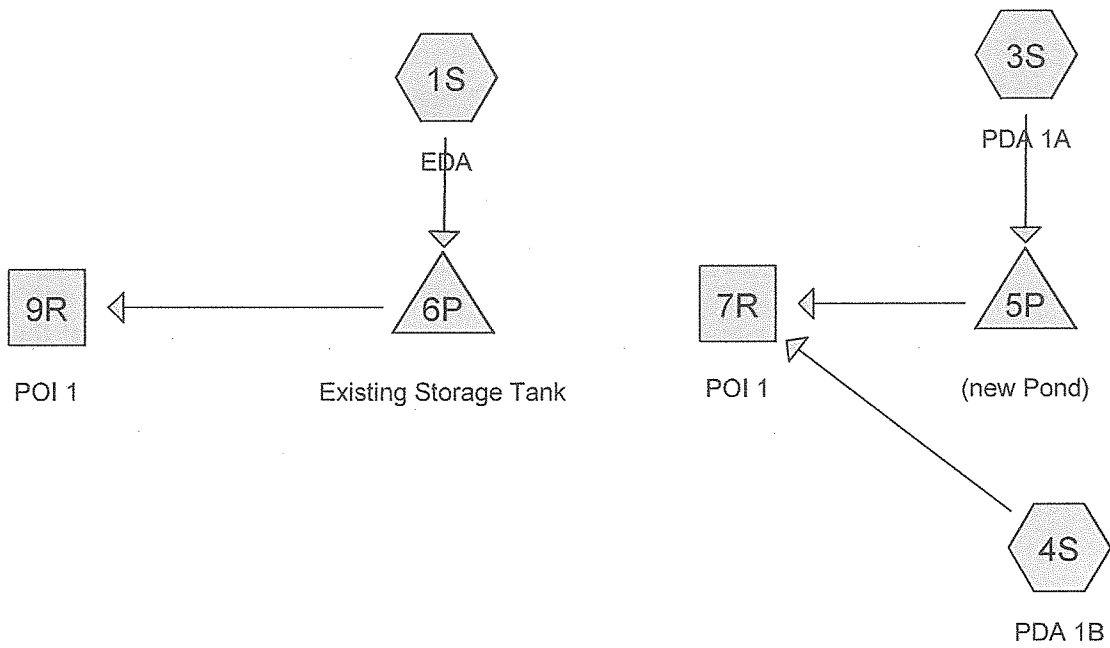 1S
EDA
3S
PDA 1A
9R
POI 1
6P
Existing Storage Tank
7R
POI 1
5P
(new Pond)
4S
PDA 1B